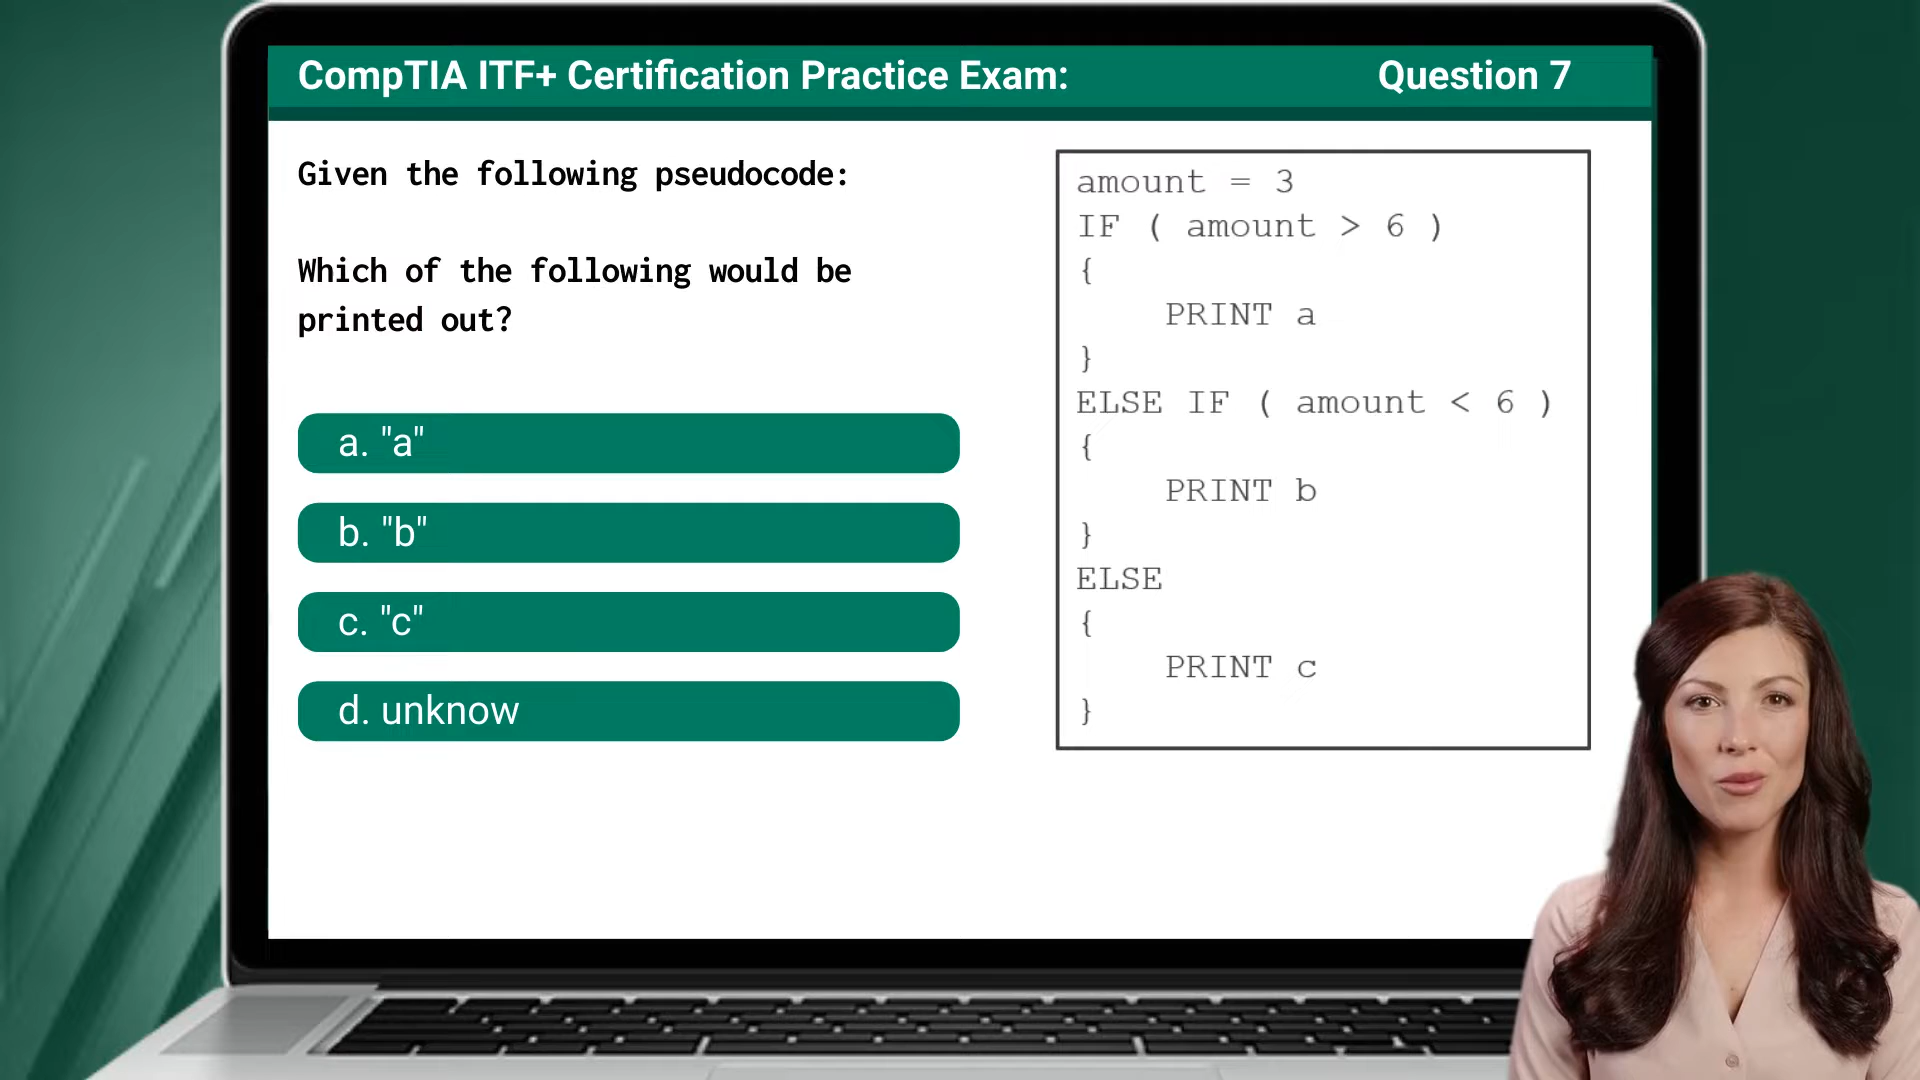 CompTIA ITF+ Certification Practice Exam: Question 7
Given the following pseudocode:
Which of the following would be
printed out?
a. "a"
b. "b"
c. "c"
d. unknow
amount = 3
IF ( amount > 6 )
{
PRINT a
}
ELSE IF ( amount < 6 )
{
PRINT b
}
ELSE
{
PRINT c
}